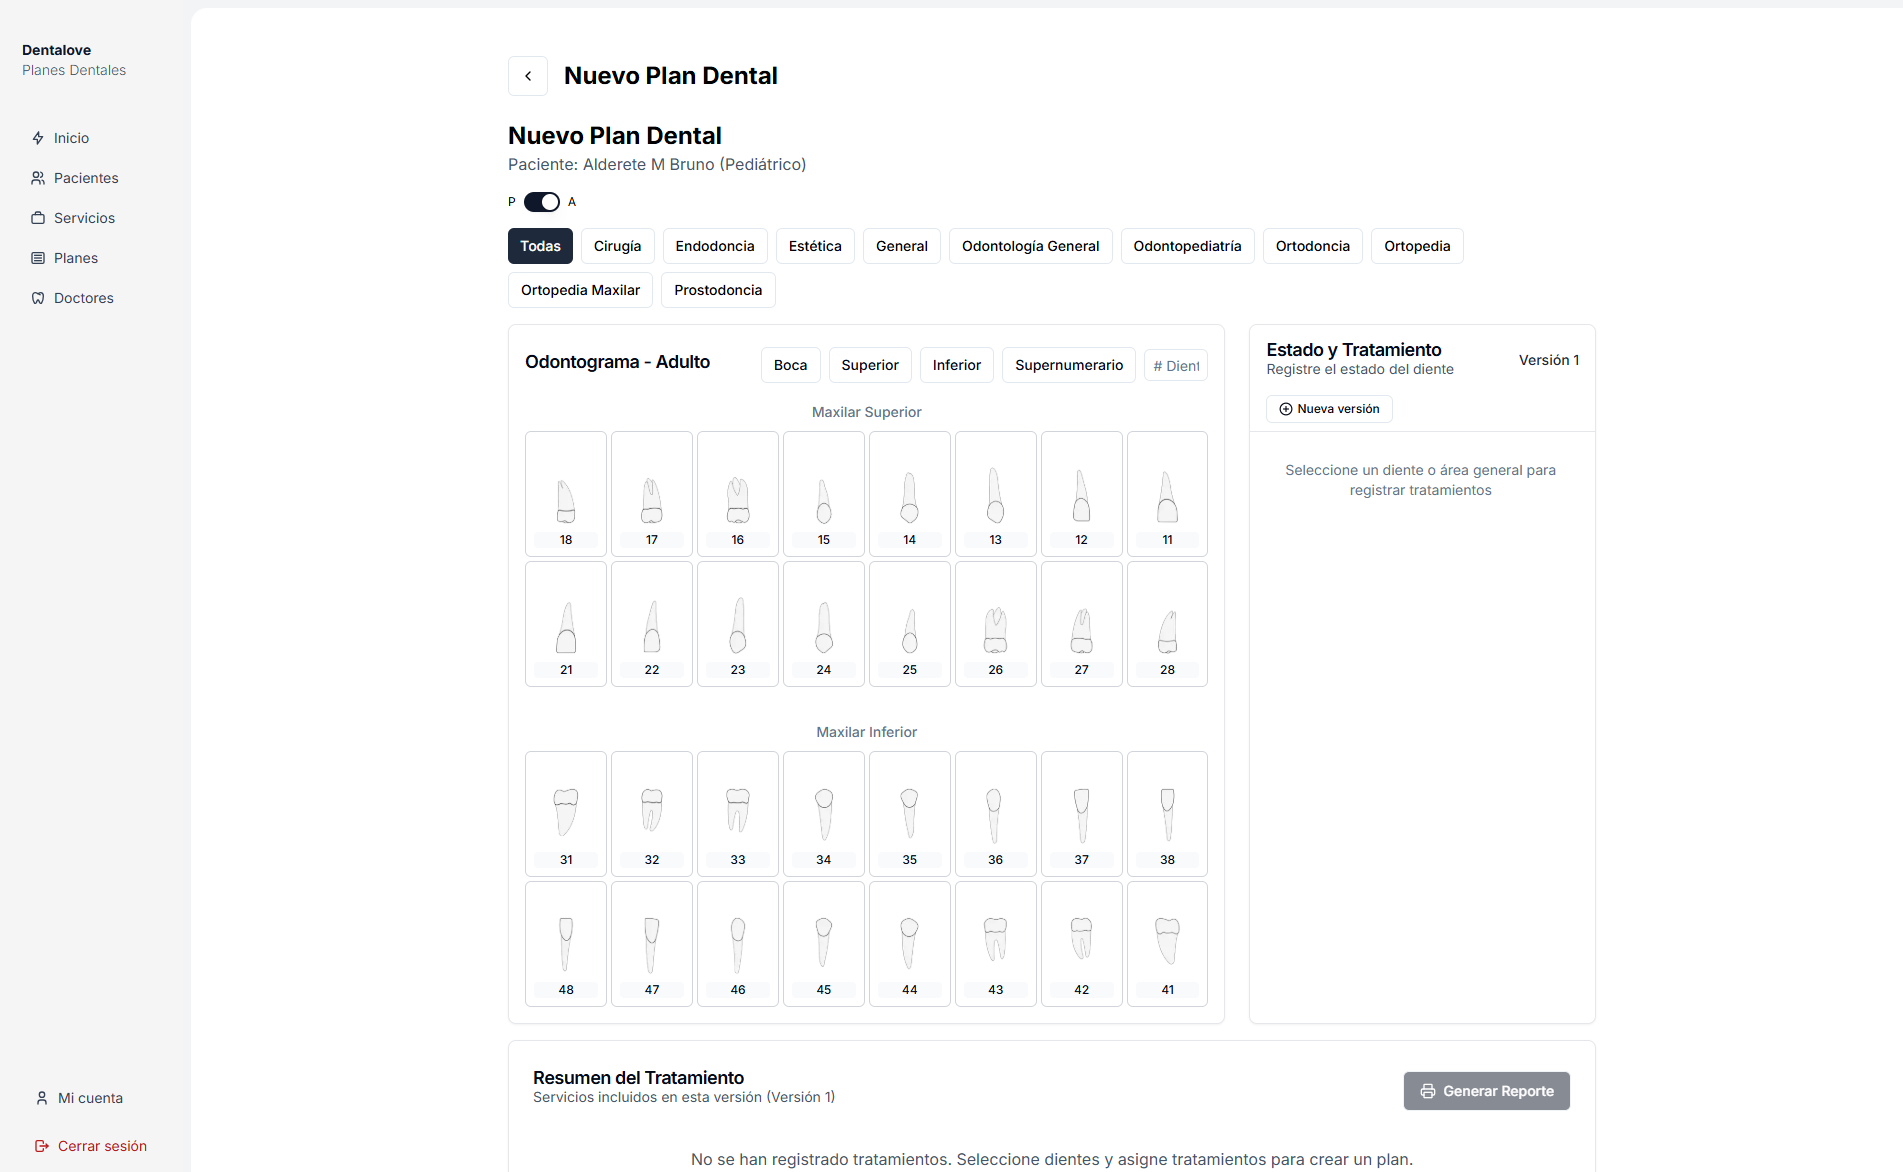 Dentalove
Planes Dentales
Inicio
Pacientes
Servicios
Planes
Doctores
Mi cuenta
Cerrar sesión
Nuevo Plan Dental
Nuevo Plan Dental
Paciente: Alderete M Bruno (Pediátrico)
P A
Todas Cirugía Endodoncia Estética General Odontología General Odontopediatría Ortodoncia Ortopedia
Ortopedia Maxilar Prostodoncia
Odontograma - Adulto
Boca Superior Inferior Supernumerario # Dient
Maxilar Superior
18 17 16 15 14 13 12 11
21 22 23 24 25 26 27 28
Maxilar Inferior
31 32 33 34 35 36 37 38
48 47 46 45 44 43 42 41
Estado y Tratamiento
Registre el estado del diente
Versión 1
Nueva versión
Seleccione un diente o área general para
registrar tratamientos
Resumen del Tratamiento
Servicios incluidos en esta versión (Versión 1)
Generar Reporte
No se han registrado tratamientos. Seleccione dientes y asigne tratamientos para crear un plan.